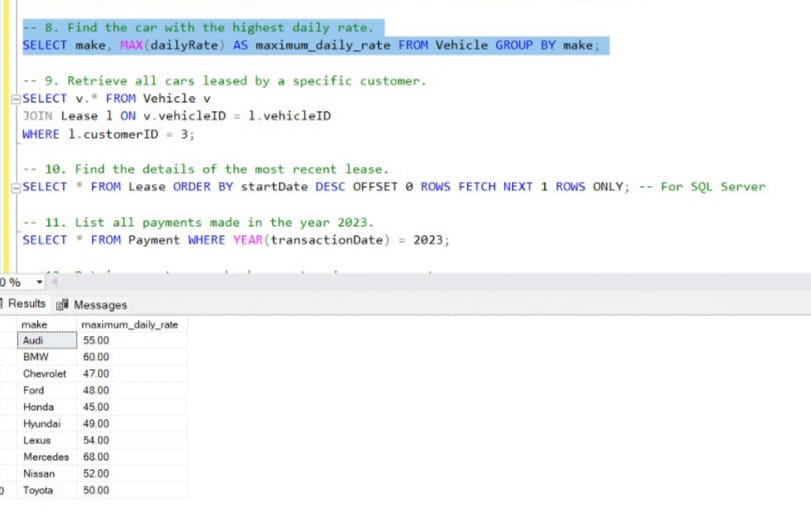 -- 8. Find the car with the highest daily rate.
SELECT make, MAX(dailyRate) AS maximum_daily_rate FROM Vehicle GROUP BY make;
-- 9. Retrieve all cars leased by a specific customer.
SELECT v.* FROM Vehicle v
JOIN Lease l ON v.vehicleID = l.vehicleID
WHERE l.customerID = 3;
-- 10. Find the details of the most recent lease.
SELECT * FROM Lease ORDER BY startDate DESC OFFSET 0 ROWS FETCH NEXT 1 ROWS ONLY; -- For SQL Server
-- 11. List all payments made in the year 2023.
SELECT * FROM Payment WHERE YEAR(transactionDate) = 2023;
0 %
Results Messages
make maximum_daily_rate
Audi 55.00
BMW 60.00
Chevrolet 47.00
Ford 48.00
Honda 45.00
Hyundai 49.00
Lexus 54.00
Mercedes 68.00
Nissan 52.00
0 Toyota 50.00